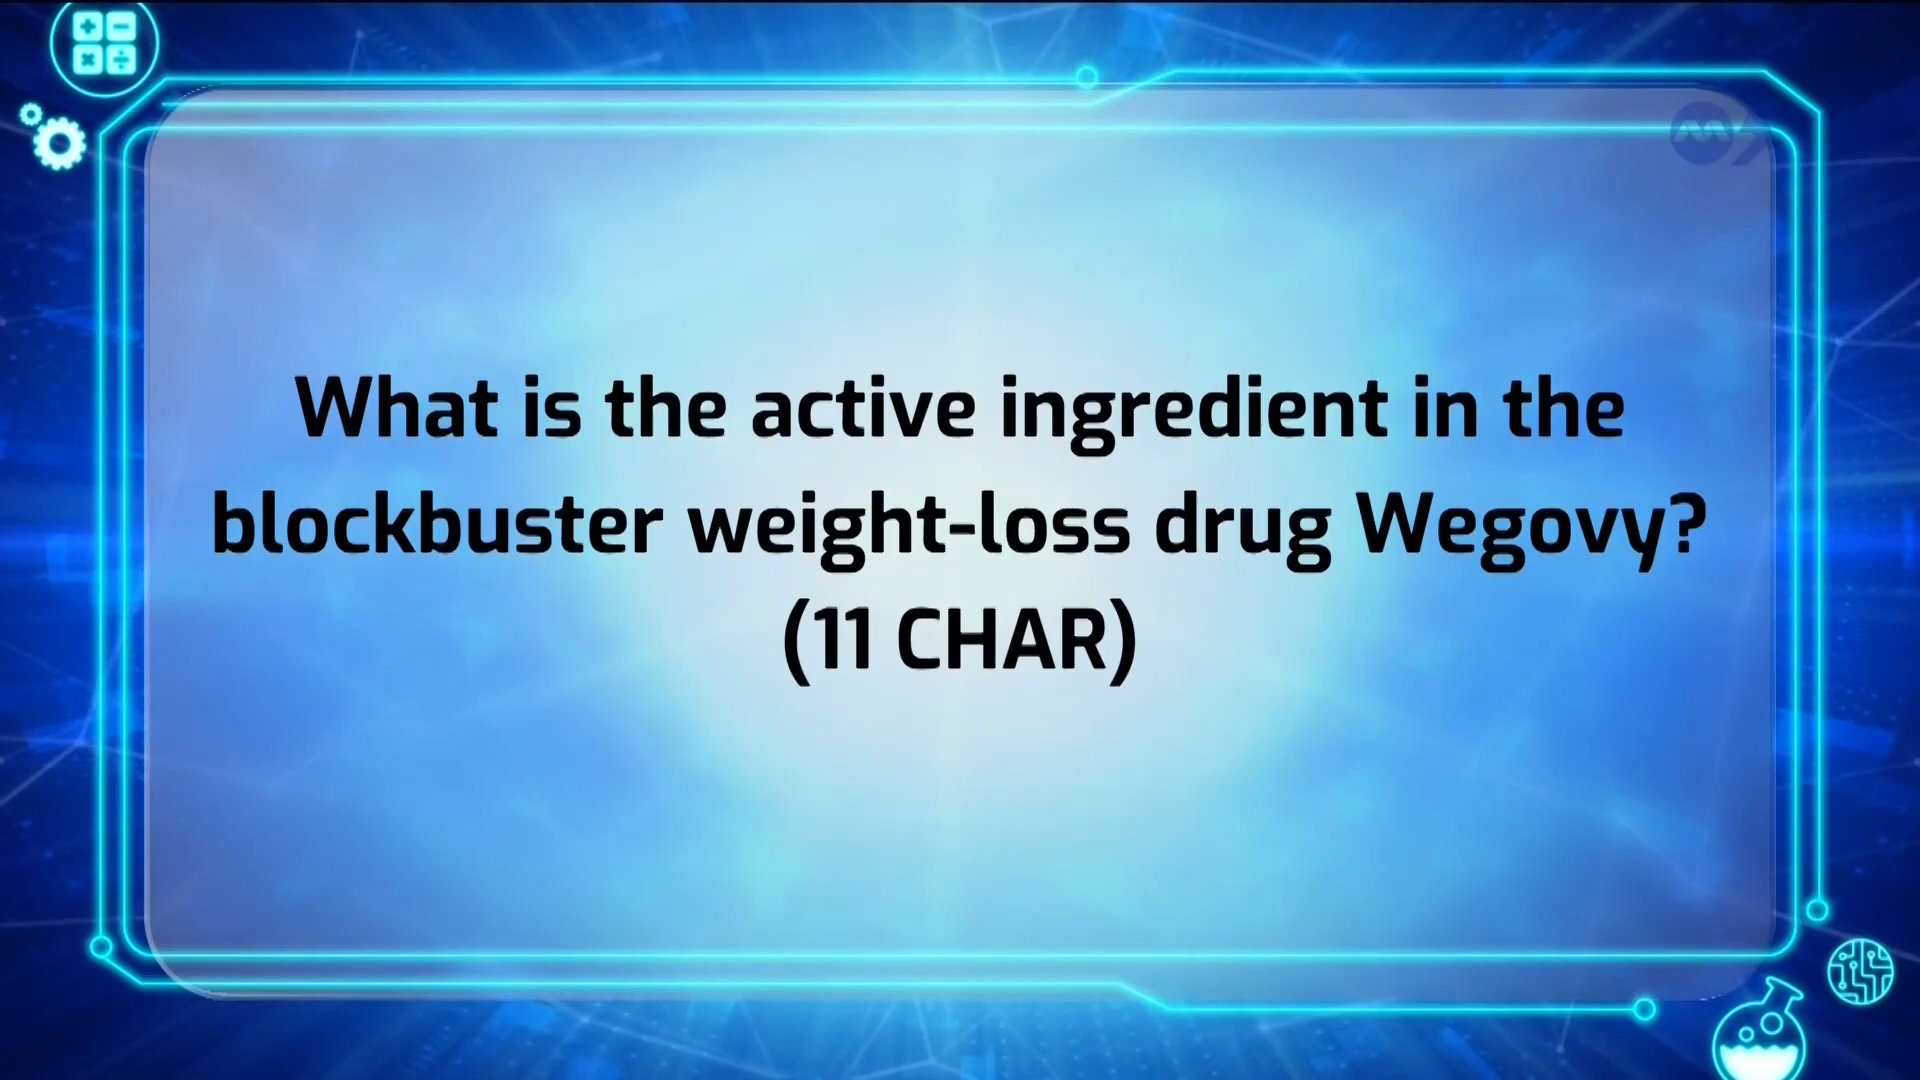 What is the active ingredient in the
blockbuster weight-loss drug Wegovy?
(11 CHAR)